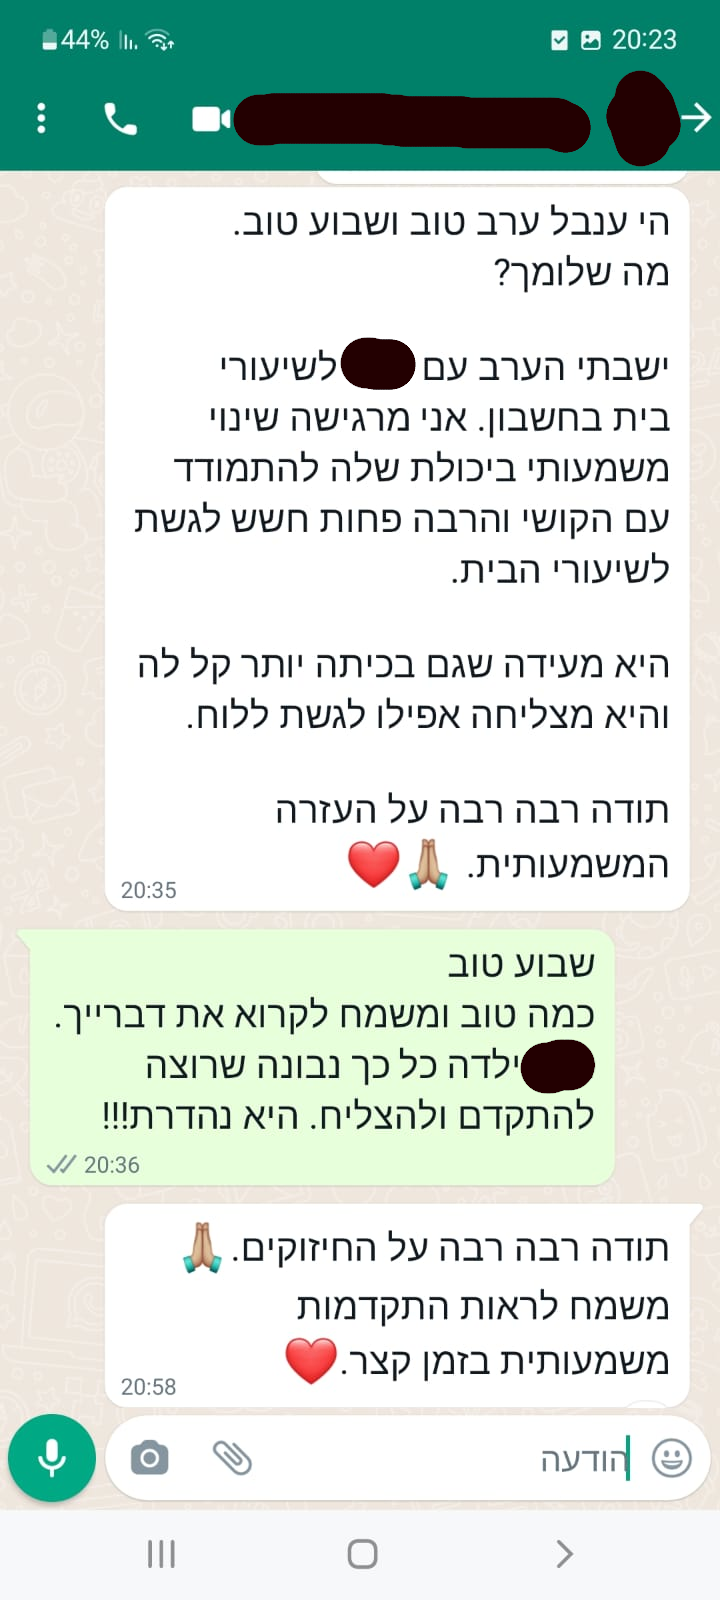 44%
20:23
הי ענבל ערב טוב ושבוע טוב.
מה שלומך?
ישבתי הערב עם לשיעורי
בית בחשבון. אני מרגישה שינוי
משמעותי ביכולת שלה להתמודד
עם הקושי והרבה פחות חשש לגשת
לשיעורי הבית.
היא מעידה שגם בכיתה יותר קל לה
והיא מצליחה אפילו לגשת ללוח.
תודה רבה רבה על העזרה
המשמעותית. 🙏🏼❤️
20:35
שבוע טוב
כמה טוב ומשמח לקרוא את דברייך.
ילדה כל כך נבונה שרוצה
להתקדם ולהצליח. היא נהדרת!!!
20:36
תודה רבה רבה על החיזוקים. 🙏🏼
משמח לראות התקדמות
משמעותית בזמן קצר.❤️
20:58
הודעה